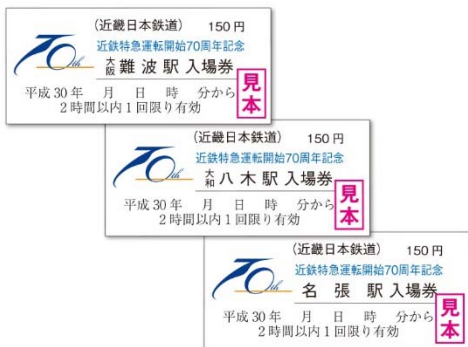 (近畿日本鉄道) 150円
70th
近鉄特急運転開始70周年記念
大阪難波駅入場券
平成30年 月 日 時 分から
2時間以内1回限り有効
見本
(近畿日本鉄道) 150円
70th
近鉄特急運転開始70周年記念
大和八木駅入場券
平成30年 月 日 時 分から
2時間以内1回限り有効
見本
(近畿日本鉄道) 150円
70th
近鉄特急運転開始70周年記念
名張駅入場券
平成30年 月 日 時 分から
2時間以内1回限り有効
見本